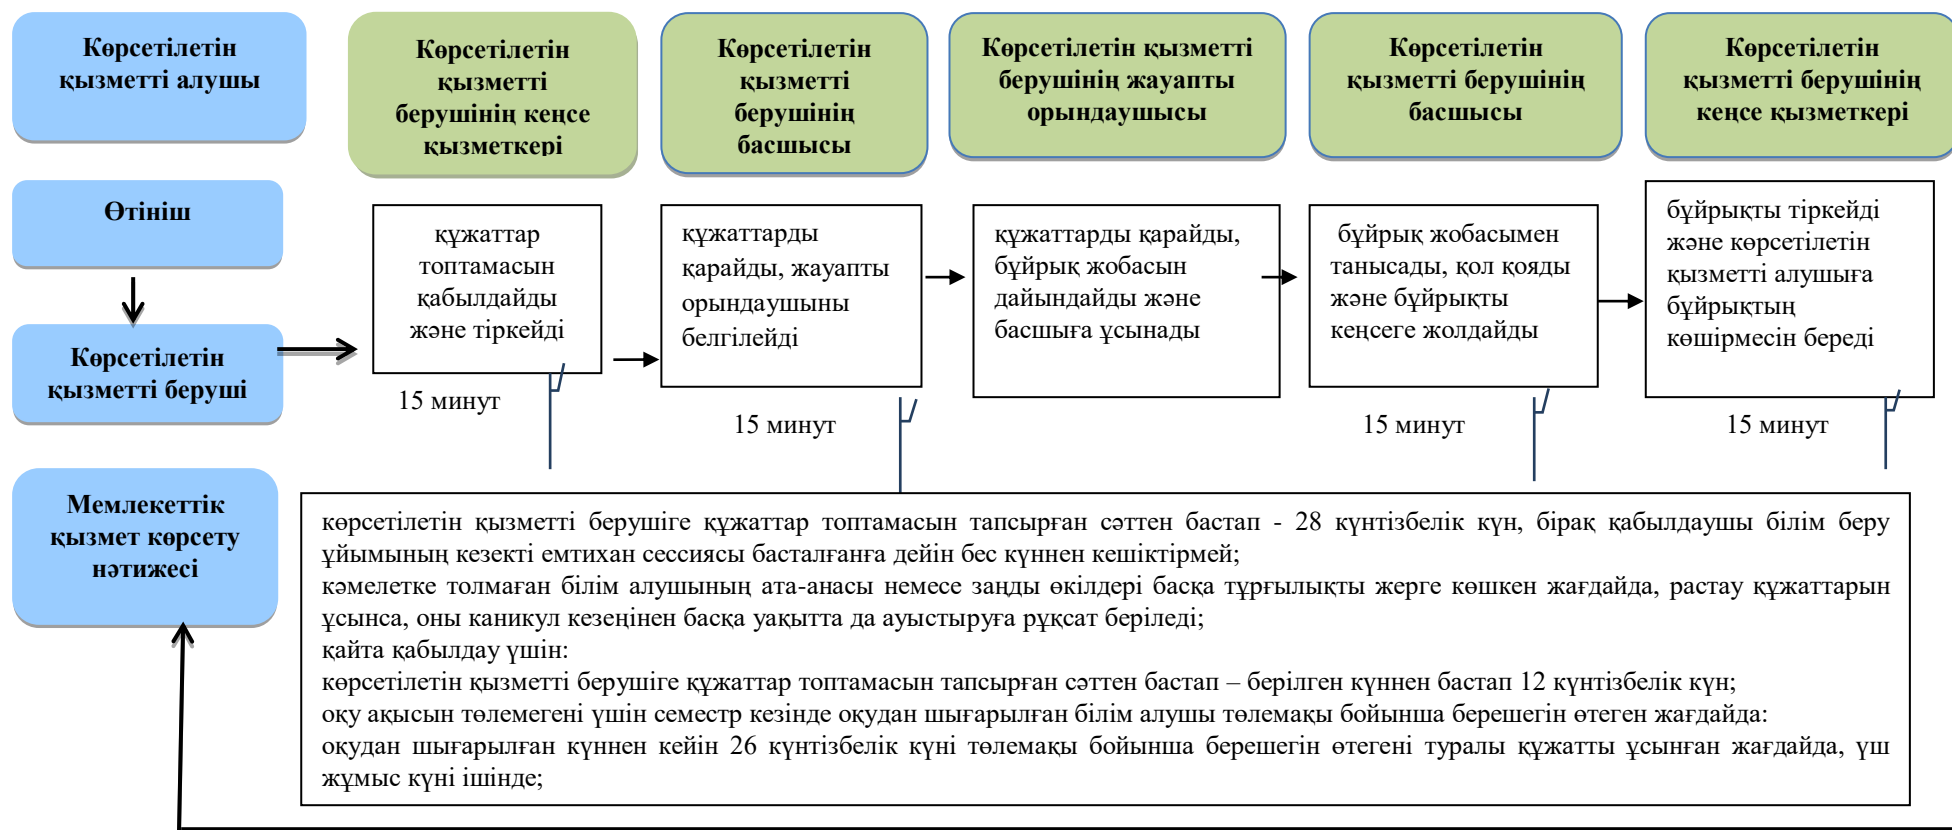 Көрсетілетін
қызметті алушы
Көрсетілетін
қызметті
берушінің кеңсе
қызметкері
Көрсетілетін
қызметті
берушінің
басшысы
Көрсетілетін қызметті
берушінің жауапты
орындаушысы
Көрсетілетін
қызметті берушінің
басшысы
Көрсетілетін
қызметті берушінің
кеңсе қызметкері
Өтініш
Көрсетілетін
қызметті беруші
құжаттар
топтамасын
қабылдайды
және тіркейді
құжаттарды
қарайды, жауапты
орындаушыны
белгілейді
құжаттарды қарайды,
бұйрық жобасын
дайындайды және
басшыға ұсынады
бұйрық жобасымен
танысады, қол қояды
және бұйрықты
кеңсеге жолдайды
бұйрықты тіркейді
және көрсетілетін
қызметті алушыға
бұйрықтың
көшірмесін береді
15 минут
15 минут
15 минут
15 минут
Мемлекеттік
қызмет көрсету
нәтижесі
көрсетілетін қызметті берушіге құжаттар топтамасын тапсырған сәттен бастап - 28 күнтізбелік күн, бірақ қабылдаушы білім беру
ұйымының кезекті емтихан сессиясы басталғанға дейін бес күннен кешіктірмей;
кәмелетке толмаған білім алушының ата-анасы немесе заңды өкілдері басқа тұрғылықты жерге көшкен жағдайда, растау құжаттарын
ұсынса, оны каникул кезеңінен басқа уақытта да ауыстыруға рұқсат беріледі;
қайта қабылдау үшін:
көрсетілетін қызметті берушіге құжаттар топтамасын тапсырған сәттен бастап – берілген күннен бастап 12 күнтізбелік күн;
оқу ақысын төлемегені үшін семестр кезінде оқудан шығарылған білім алушы төлемақы бойынша берешегін өтеген жағдайда:
оқудан шығарылған күннен кейін 26 күнтізбелік күні төлемақы бойынша берешегін өтегені туралы құжатты ұсынған жағдайда, үш
жұмыс күні ішінде;